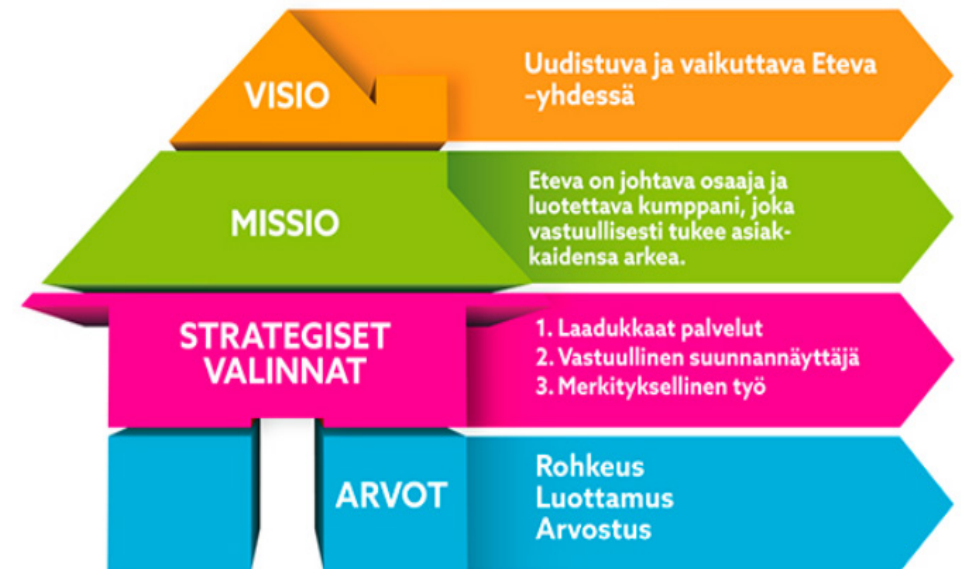 VISIO
Uudistuva ja vaikuttava Eteva
–yhdessä
MISSIO
Eteva on johtava osaaja ja
luotettava kumppani, joka
vastuullisesti tukee asiak-
kaidensa arkea.
STRATEGISET
VALINNAT
1. Laadukkaat palvelut
2. Vastuullinen suunnannäyttäjä
3. Merkityksellinen työ
ARVOT
Rohkeus
Luottamus
Arvostus